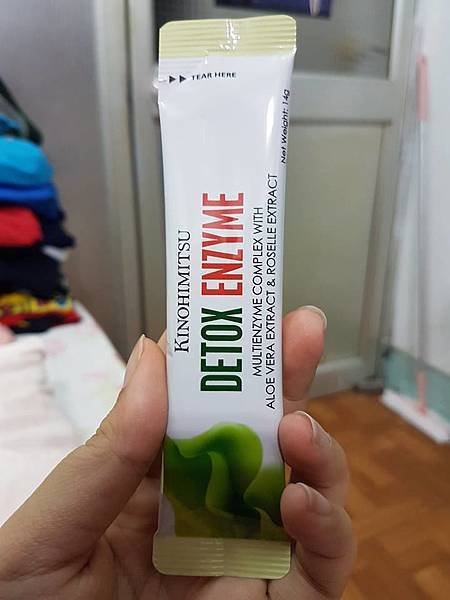 TEAR HERE
Net Weight: 14g
KINOHIMITSU
DETOX ENZYME
MULTIENZYME COMPLEX WITH
ALOE VERA EXTRACT & ROSELLE EXTRACT